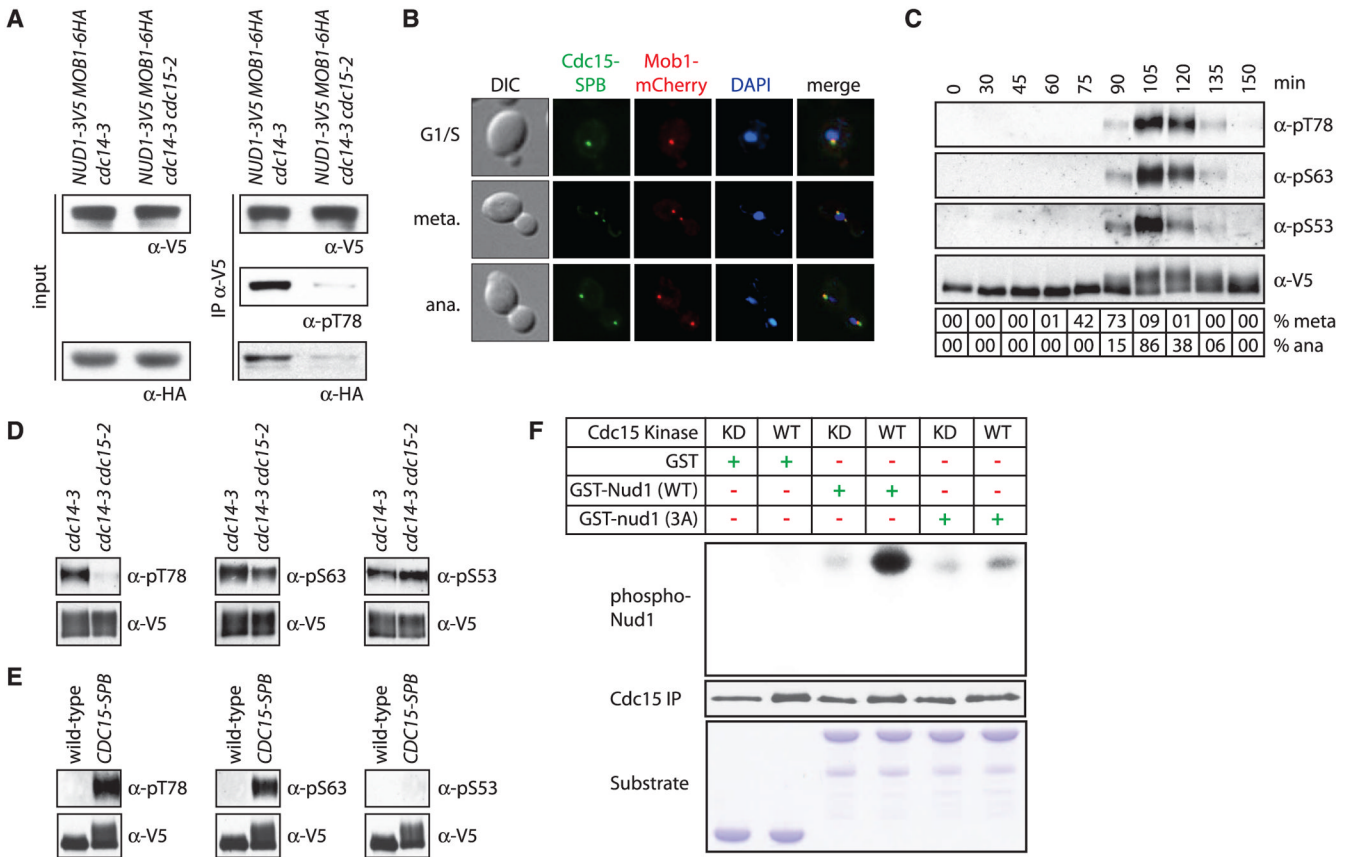 A
NUD1-3V5 MOB1-6HA
cdc14-3
NUD1-3V5 MOB1-6HA
cdc14-3 cdc15-2
NUD1-3V5 MOB1-6HA
cdc14-3
NUD1-3V5 MOB1-6HA
cdc14-3 cdc15-2
input
α-V5
α-HA
IP α-V5
α-V5
α-pT78
α-HA
B
DIC
Cdc15-
SPB
Mob1-
mCherry
DAPI
merge
G1/S
meta.
ana.
C
0 30 45 60 75 90 105 120 135 150 min
α-pT78
α-pS63
α-pS53
α-V5
00 00 00 01 42 73 09 01 00 00 % meta
00 00 00 00 00 15 86 38 06 00 % ana
D
cdc14-3
cdc14-3 cdc15-2
α-pT78
α-V5
cdc14-3
cdc14-3 cdc15-2
α-pS63
α-V5
cdc14-3
cdc14-3 cdc15-2
α-pS53
α-V5
E
wild-type
CDC15-SPB
α-pT78
α-V5
wild-type
CDC15-SPB
α-pS63
α-V5
wild-type
CDC15-SPB
α-pS53
α-V5
F
Cdc15 Kinase KD WT KD WT KD WT
GST + + - - - -
GST-Nud1 (WT) - - + + - -
GST-nud1 (3A) - - - - + +
phospho-
Nud1
Cdc15 IP
Substrate